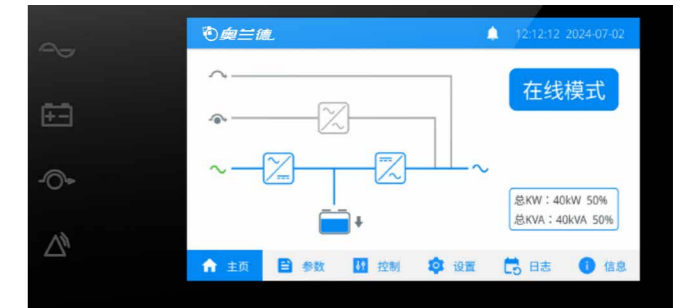 奥兰德
12:12:12 2024-07-02
在线模式
总KW：40kW 50%
总KVA：40kVA 50%
主页 参数 控制 设置 日志 信息